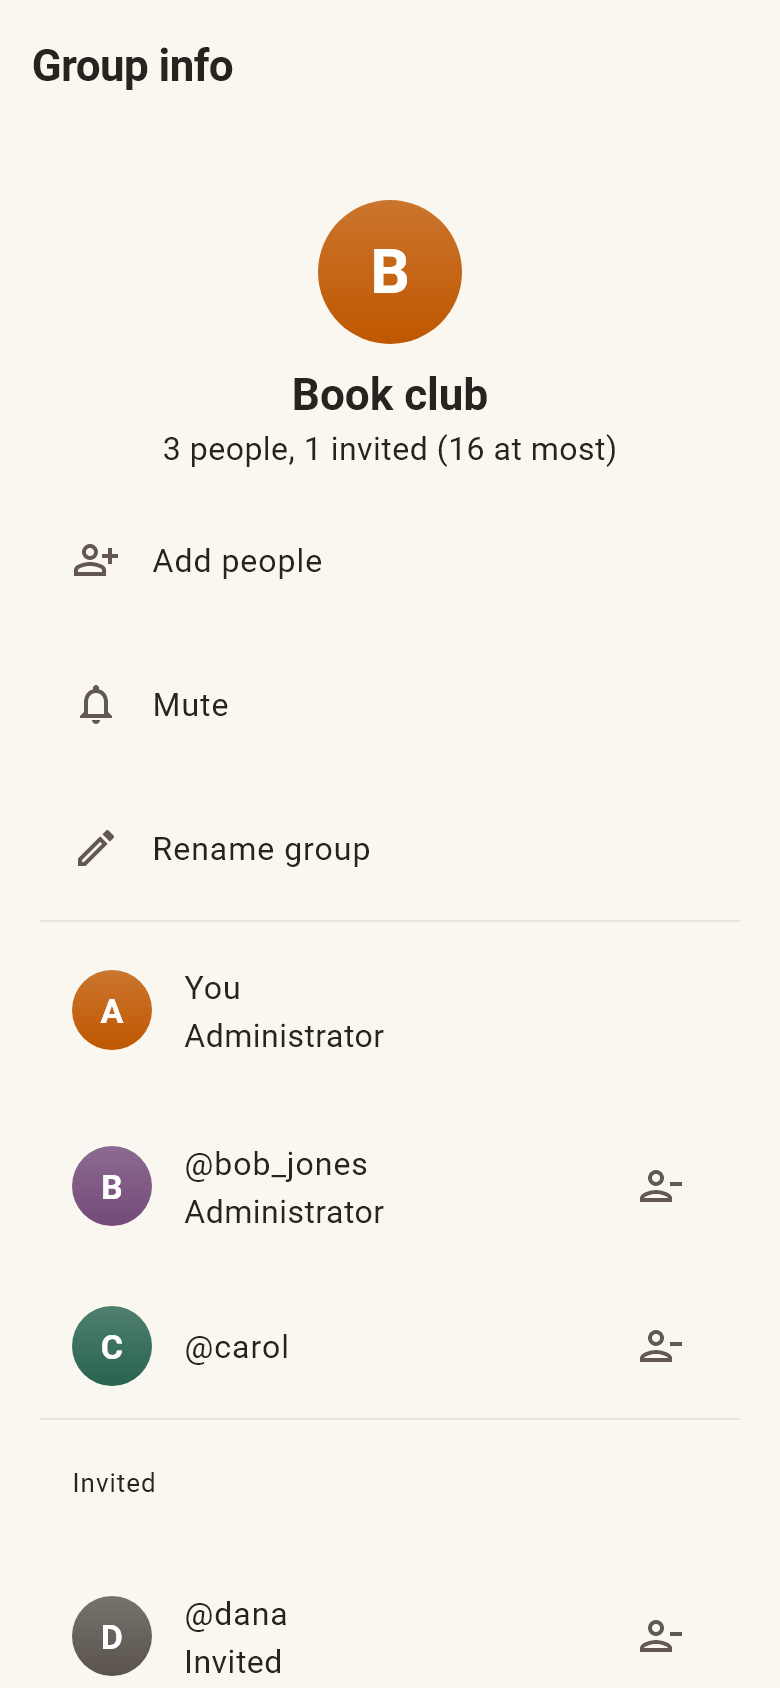 Group info
B
Book club
3 people, 1 invited (16 at most)
Add people
Mute
Rename group
A
You
Administrator
B
@bob_jones
Administrator
C
@carol
Invited
D
@dana
Invited